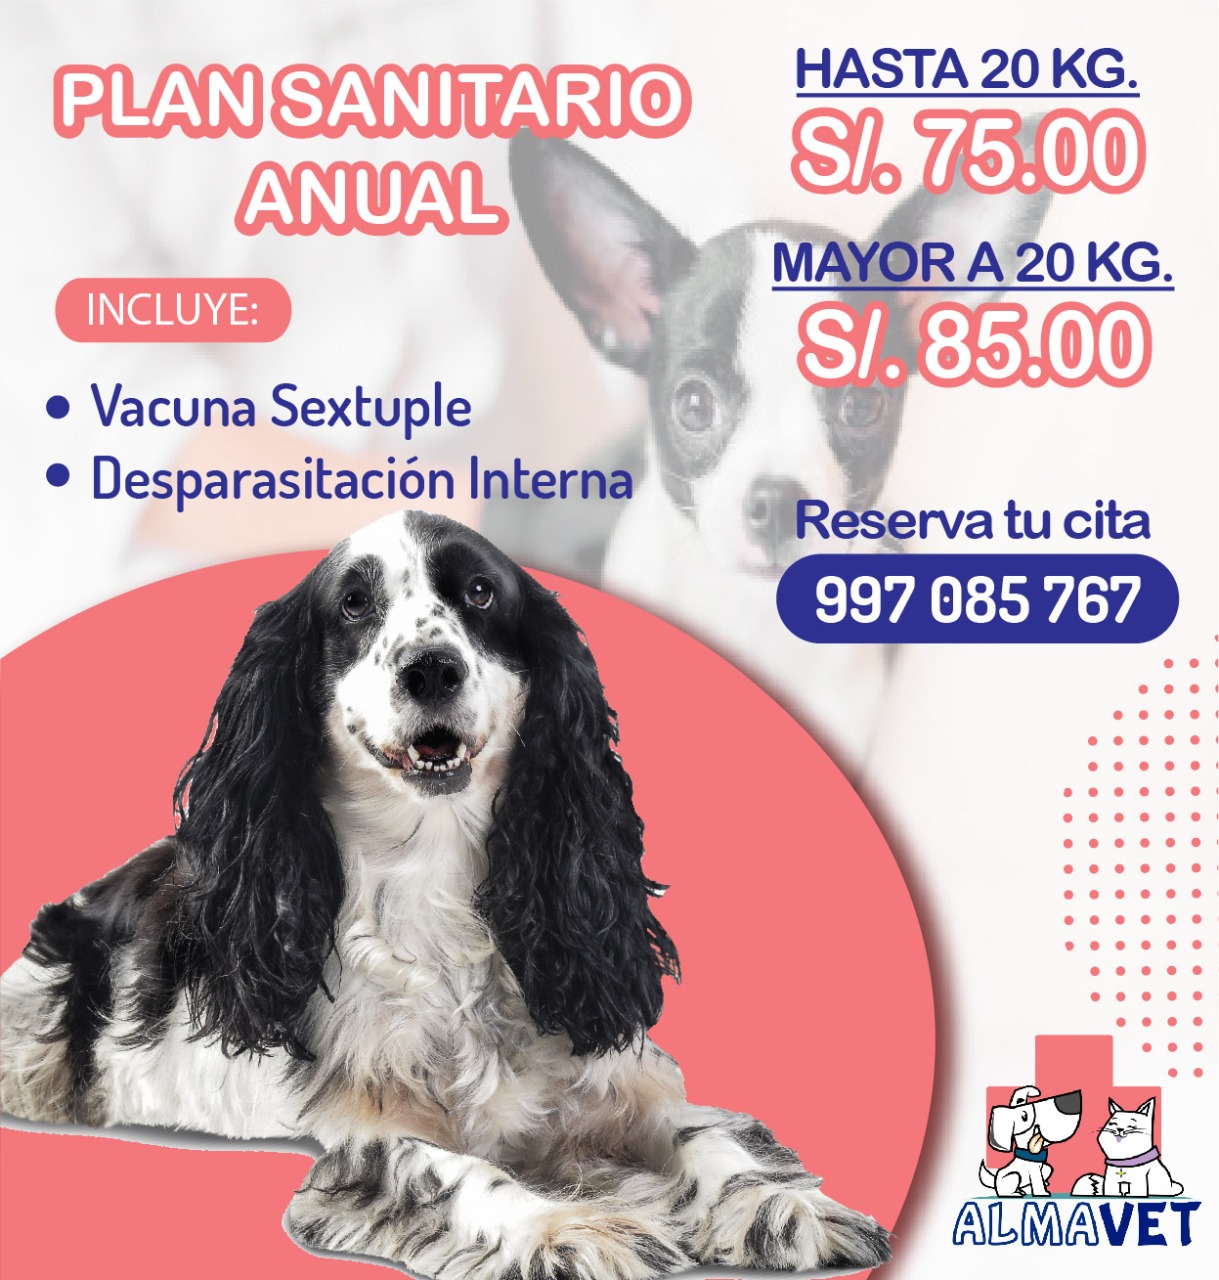 PLAN SANITARIO
ANUAL
INCLUYE:
• Vacuna Sextuple
• Desparasitación Interna
HASTA 20 KG.
S/. 75.00
MAYOR A 20 KG.
S/. 85.00
Reserva tu cita
997 085 767
ALMAVET